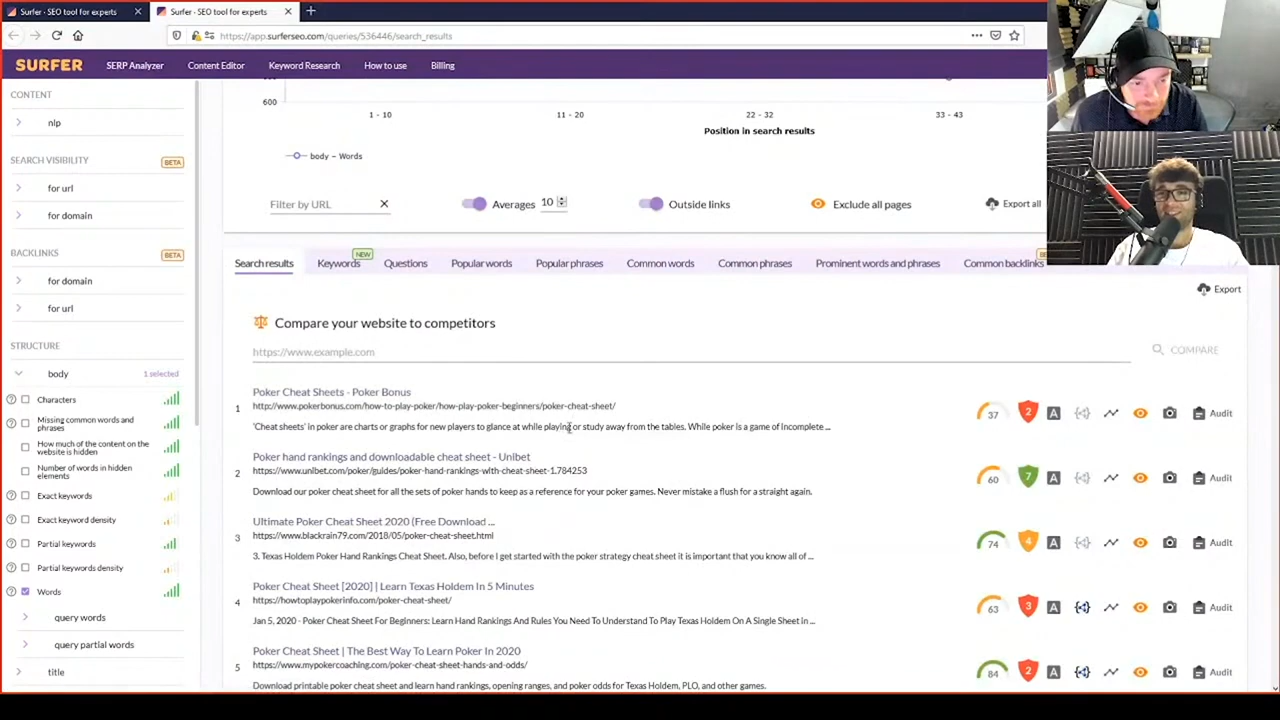 Surfer - SEO tool for experts
Surfer - SEO tool for experts
https://app.surferseo.com/queries/536446/search_results
SURFER
SERP Analyzer
Content Editor
Keyword Research
How to use
Billing
CONTENT
nlp
SEARCH VISIBILITY
BETA
for url
for domain
BACKLINKS
BETA
for domain
for url
STRUCTURE
body
1 selected
Characters
Missing common words and
phrases
How much of the content on the
website is hidden
Number of words in hidden
elements
Exact keywords
Exact keyword density
Partial keywords
Partial keywords density
Words
query words
query partial words
title
600
1 - 10
11 - 20
22 - 32
33 - 43
Position in search results
body – Words
Filter by URL
Averages
10
Outside links
Exclude all pages
Export all
Search results
Keywords
NEW
Questions
Popular words
Popular phrases
Common words
Common phrases
Prominent words and phrases
Common backlinks
Export
Compare your website to competitors
https://www.example.com
COMPARE
1
Poker Cheat Sheets - Poker Bonus
http://www.pokerbonus.com/how-to-play-poker/how-play-poker-beginners/poker-cheat-sheet/
'Cheat sheets' in poker are charts or graphs for new players to glance at while playing or study away from the tables. While poker is a game of incomplete ...
37
2
A
Audit
2
Poker hand rankings and downloadable cheat sheet - Unibet
https://www.unibet.com/poker/guides/poker-hand-rankings-with-cheat-sheet-1.784253
Download our poker cheat sheet for all the sets of poker hands to keep as a reference for your poker games. Never mistake a flush for a straight again.
60
7
A
Audit
3
Ultimate Poker Cheat Sheet 2020 (Free Download ...
https://www.blackrain79.com/2018/05/poker-cheat-sheet.html
3. Texas Holdem Poker Hand Rankings Cheat Sheet. Also, before I get started with the poker strategy cheat sheet it is important that you know all of ...
74
4
A
Audit
4
Poker Cheat Sheet [2020] | Learn Texas Holdem In 5 Minutes
https://howtoplaypokerinfo.com/poker-cheat-sheet/
Jan 5, 2020 - Poker Cheat Sheet For Beginners: Learn Hand Rankings And Rules You Need To Understand To Play Texas Holdem On A Single Sheet in ...
63
3
A
Audit
5
Poker Cheat Sheet | The Best Way To Learn Poker In 2020
https://www.mypokercoaching.com/poker-cheat-sheet-hands-and-odds/
Download printable poker cheat sheet and learn hand rankings, opening ranges, and poker odds for Texas Holdem, PLO, and other games.
84
2
A
Audit